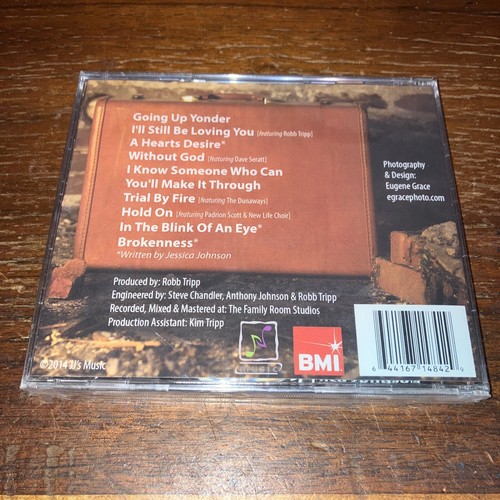 Going Up Yonder
I'll Still Be Loving You [featuring Robb Tripp]
A Hearts Desire*
Without God [featuring Dave Seratt]
I Know Someone Who Can
You'll Make It Through
Trial By Fire [featuring The Dunaways]
Hold On [featuring Padrion Scott & New Life Choir]
In The Blink Of An Eye*
Brokenness*
*Written by Jessica Johnson
Photography
& Design:
Eugene Grace
egracephoto.com
Produced by: Robb Tripp
Engineered by: Steve Chandler, Anthony Johnson & Robb Tripp
Recorded, Mixed & Mastered at: The Family Room Studios
Production Assistant: Kim Tripp
©2014 JJ's Music
BMI
6 44167 14842 9